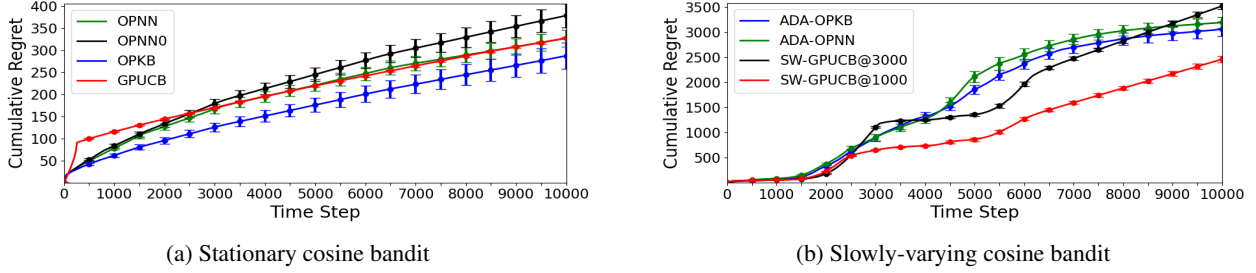 Cumulative Regret
400
350
300
250
200
150
100
50
OPNN
OPNN0
OPKB
GPUCB
0 1000 2000 3000 4000 5000 6000 7000 8000 9000 10000
Time Step
(a) Stationary cosine bandit
Cumulative Regret
3500
3000
2500
2000
1500
1000
500
ADA-OPKB
ADA-OPNN
SW-GPUCB@3000
SW-GPUCB@1000
0 1000 2000 3000 4000 5000 6000 7000 8000 9000 10000
Time Step
(b) Slowly-varying cosine bandit